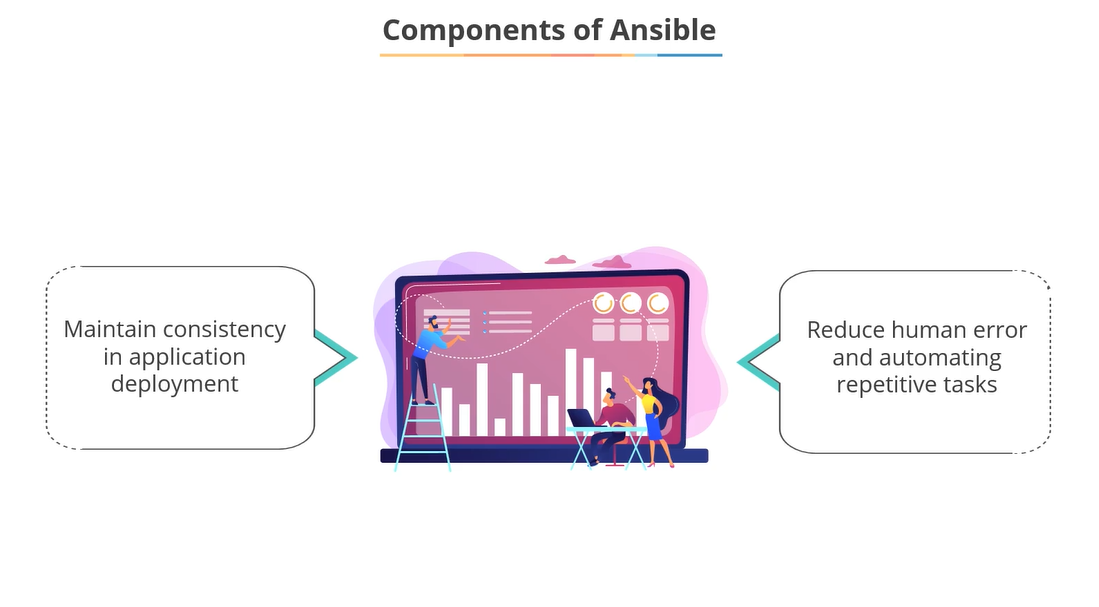 Components of Ansible
Maintain consistency
in application
deployment
Reduce human error
and automating
repetitive tasks